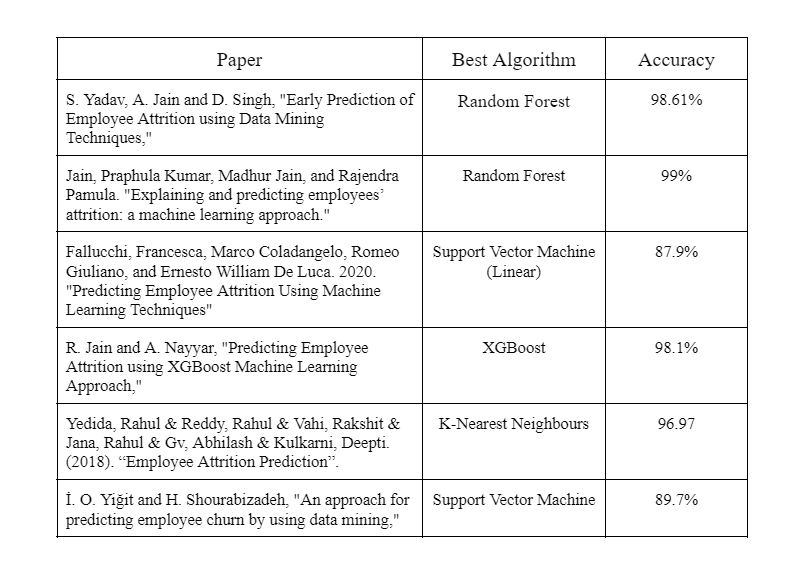 Paper
Best Algorithm
Accuracy
S. Yadav, A. Jain and D. Singh, "Early Prediction of
Employee Attrition using Data Mining
Techniques,"
Random Forest
98.61%
Jain, Praphula Kumar, Madhur Jain, and Rajendra
Pamula. "Explaining and predicting employees’
attrition: a machine learning approach."
Random Forest
99%
Fallucchi, Francesca, Marco Coladangelo, Romeo
Giuliano, and Ernesto William De Luca. 2020.
"Predicting Employee Attrition Using Machine
Learning Techniques"
Support Vector Machine
(Linear)
87.9%
R. Jain and A. Nayyar, "Predicting Employee
Attrition using XGBoost Machine Learning
Approach,"
XGBoost
98.1%
Yedida, Rahul & Reddy, Rahul & Vahi, Rakshit &
Jana, Rahul & Gv, Abhilash & Kulkarni, Deepti.
(2018). “Employee Attrition Prediction”.
K-Nearest Neighbours
96.97
İ. O. Yiğit and H. Shourabizadeh, "An approach for
predicting employee churn by using data mining,"
Support Vector Machine
89.7%